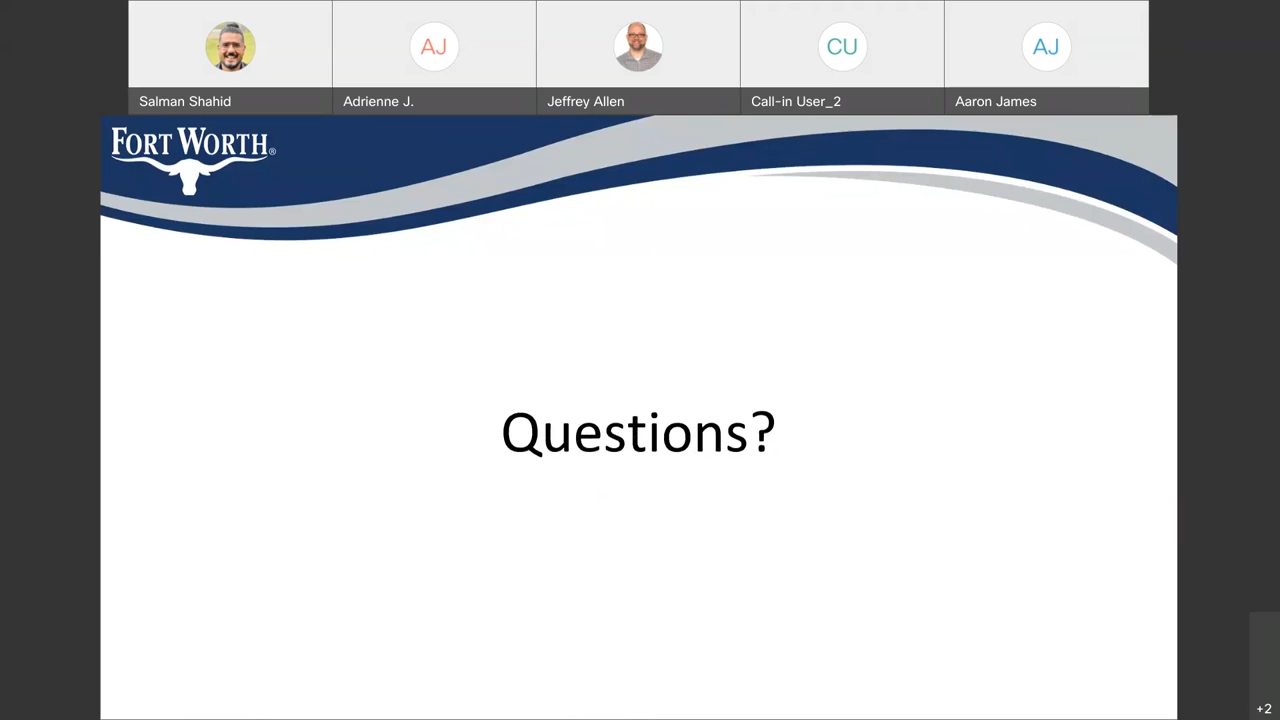 AJ
CU
AJ
Salman Shahid
Adrienne J.
Jeffrey Allen
Call-in User_2
Aaron James
FORT WORTH®
Questions?
+2